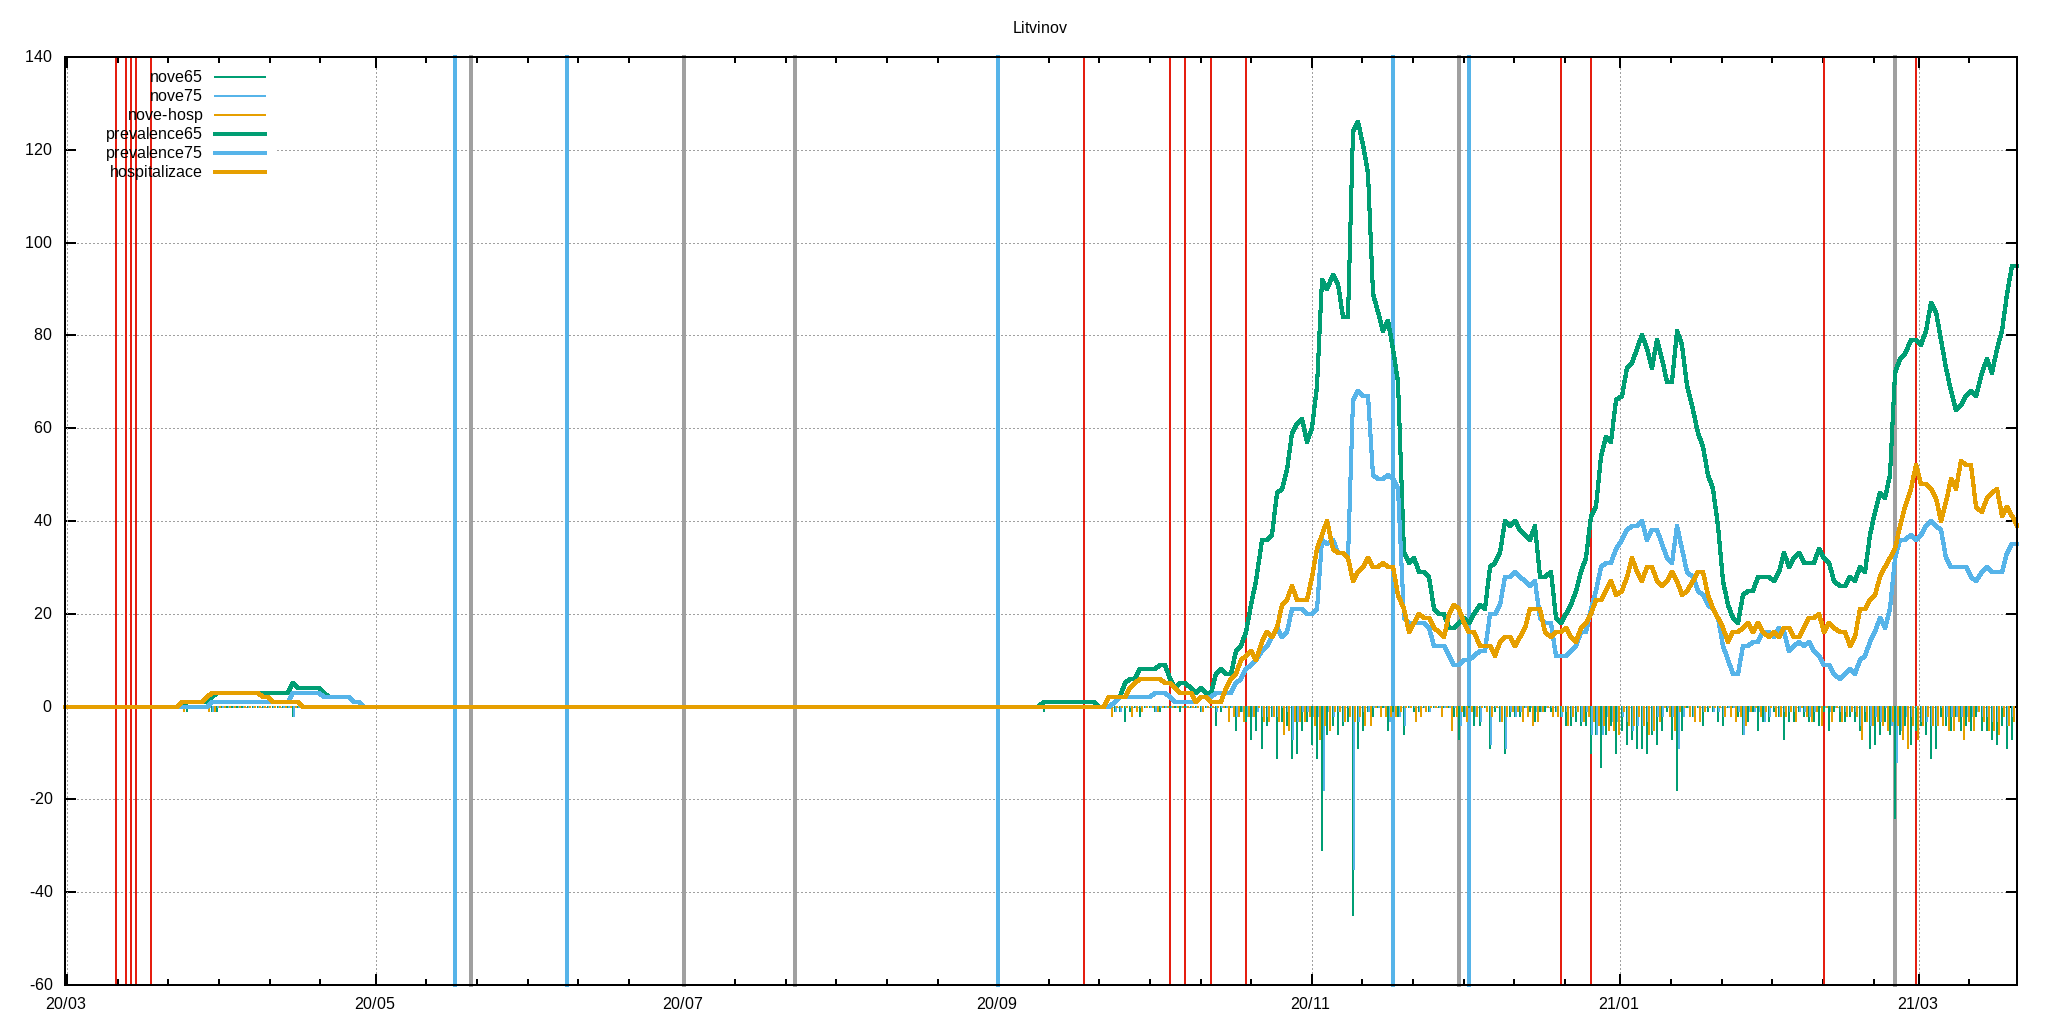 Litvinov
140
120
100
80
60
40
20
0
-20
-40
-60
nove65
nove75
nove-hosp
prevalence65
prevalence75
hospitalizace
20/03 20/05 20/07 20/09 20/11 21/01 21/03